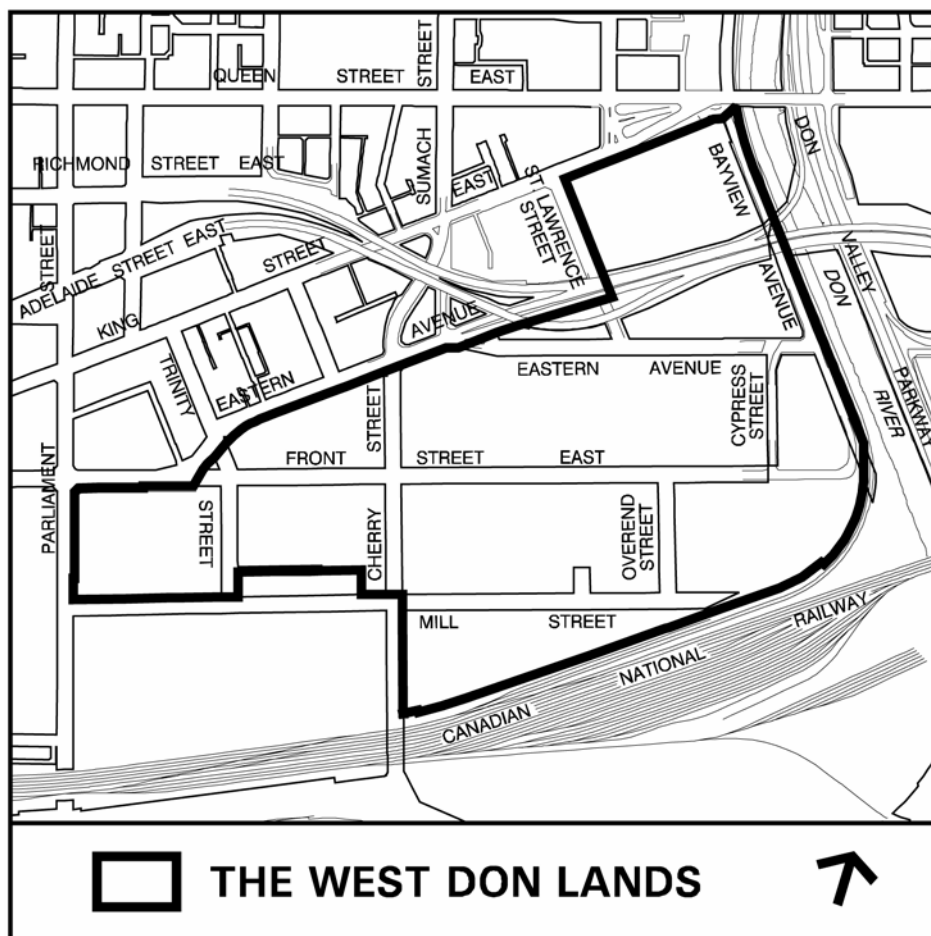 QUEEN STREET EAST
STREET
SUMACH
RICHMOND STREET EAST
EAST
ST LAWRENCE
STREET
BAYVIEW
AVENUE
DON
VALLEY
PARKWAY
DON
RIVER
STREET
ADELAIDE STREET EAST
KING
STREET
AVENUE
TRINITY
EASTERN
EASTERN AVENUE
CYPRESS
STREET
STREET
FRONT STREET EAST
PARLIAMENT
STREET
CHERRY
OVEREND
STREET
MILL STREET
CANADIAN NATIONAL RAILWAY
THE WEST DON LANDS